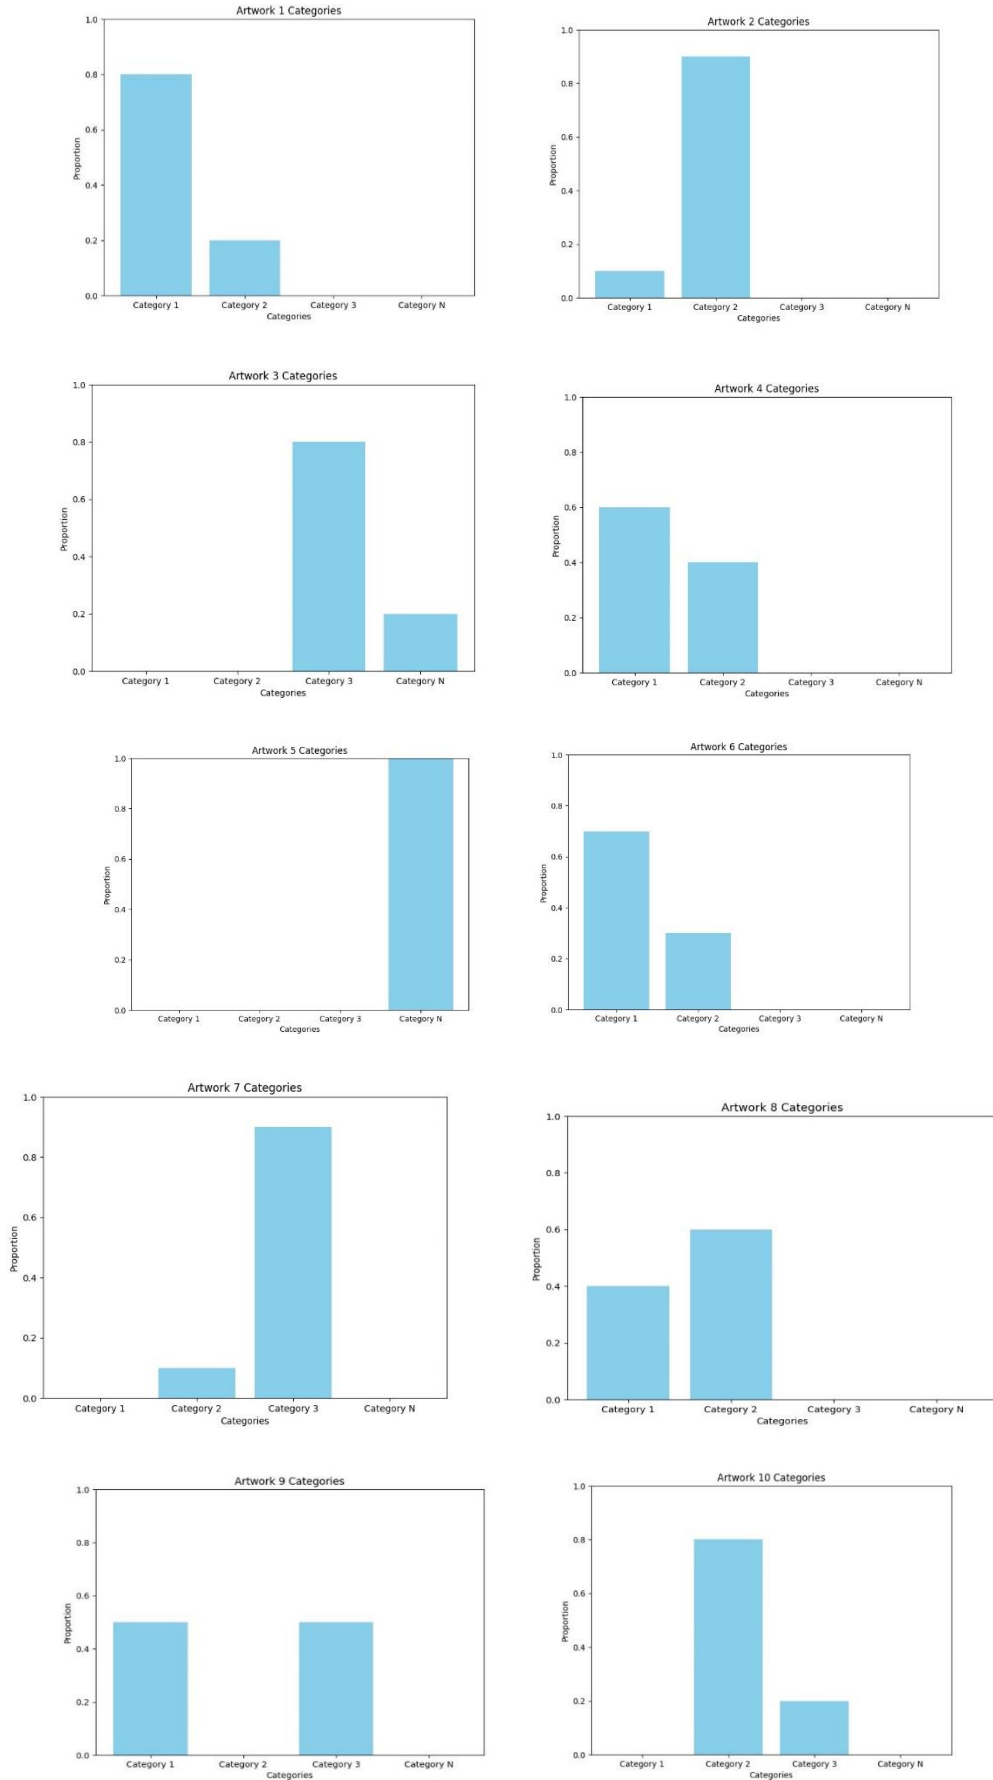 Artwork 1 Categories
1.0
0.8
0.6
0.4
0.2
0.0
Proportion
Category 1 Category 2 Category 3 Category N
Categories
Artwork 2 Categories
1.0
0.8
0.6
0.4
0.2
0.0
Proportion
Category 1 Category 2 Category 3 Category N
Categories
Artwork 3 Categories
1.0
0.8
0.6
0.4
0.2
0.0
Proportion
Category 1 Category 2 Category 3 Category N
Categories
Artwork 4 Categories
1.0
0.8
0.6
0.4
0.2
0.0
Proportion
Category 1 Category 2 Category 3 Category N
Categories
Artwork 5 Categories
1.0
0.8
0.6
0.4
0.2
0.0
Proportion
Category 1 Category 2 Category 3 Category N
Categories
Artwork 6 Categories
1.0
0.8
0.6
0.4
0.2
0.0
Proportion
Category 1 Category 2 Category 3 Category N
Categories
Artwork 7 Categories
1.0
0.8
0.6
0.4
0.2
0.0
Proportion
Category 1 Category 2 Category 3 Category N
Categories
Artwork 8 Categories
1.0
0.8
0.6
0.4
0.2
0.0
Proportion
Category 1 Category 2 Category 3 Category N
Categories
Artwork 9 Categories
1.0
0.8
0.6
0.4
0.2
0.0
Proportion
Category 1 Category 2 Category 3 Category N
Categories
Artwork 10 Categories
1.0
0.8
0.6
0.4
0.2
0.0
Proportion
Category 1 Category 2 Category 3 Category N
Categories